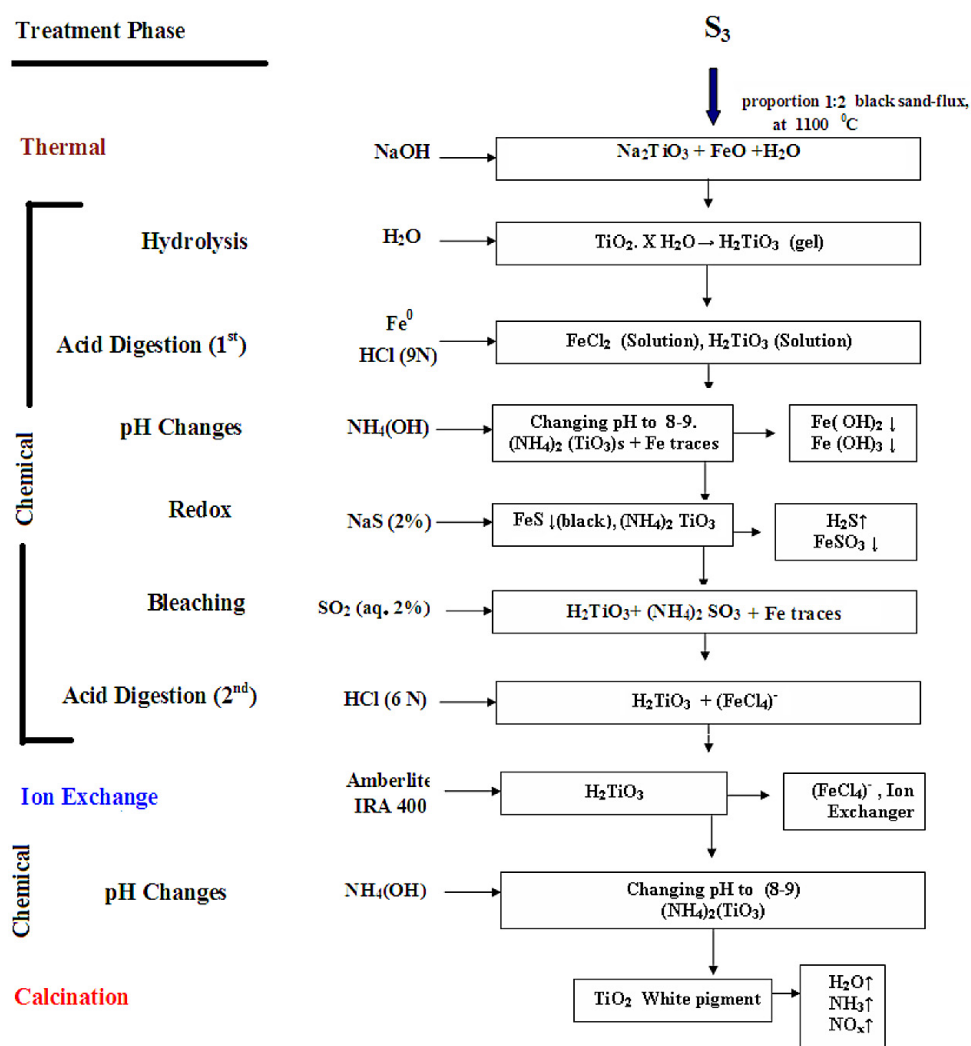 Treatment Phase
S₃
proportion 1:2 black sand-flux,
at 1100 ⁰C
Thermal
NaOH
Na₂TiO₃ + FeO +H₂O
Hydrolysis
H₂O
TiO₂. X H₂O → H₂TiO₃ (gel)
Acid Digestion (1ˢᵗ)
Fe⁰
HCl (9N)
FeCl₂ (Solution), H₂TiO₃ (Solution)
Chemical
pH Changes
NH₄(OH)
Changing pH to 8-9.
(NH₄)₂ (TiO₃)s + Fe traces
Fe( OH)₂ ↓
Fe (OH)₃ ↓
Redox
NaS (2%)
FeS ↓(black), (NH₄)₂ TiO₃
H₂S↑
FeSO₃ ↓
Bleaching
SO₂ (aq. 2%)
H₂TiO₃+ (NH₄)₂ SO₃ + Fe traces
Acid Digestion (2ⁿᵈ)
HCl (6 N)
H₂TiO₃ + (FeCl₄)⁻
Ion Exchange
Amberlite
IRA 400
H₂TiO₃
(FeCl₄)⁻ , Ion
Exchanger
Chemical
pH Changes
NH₄(OH)
Changing pH to (8-9)
(NH₄)₂(TiO₃)
Calcination
TiO₂ White pigment
H₂O↑
NH₃↑
NOₓ↑